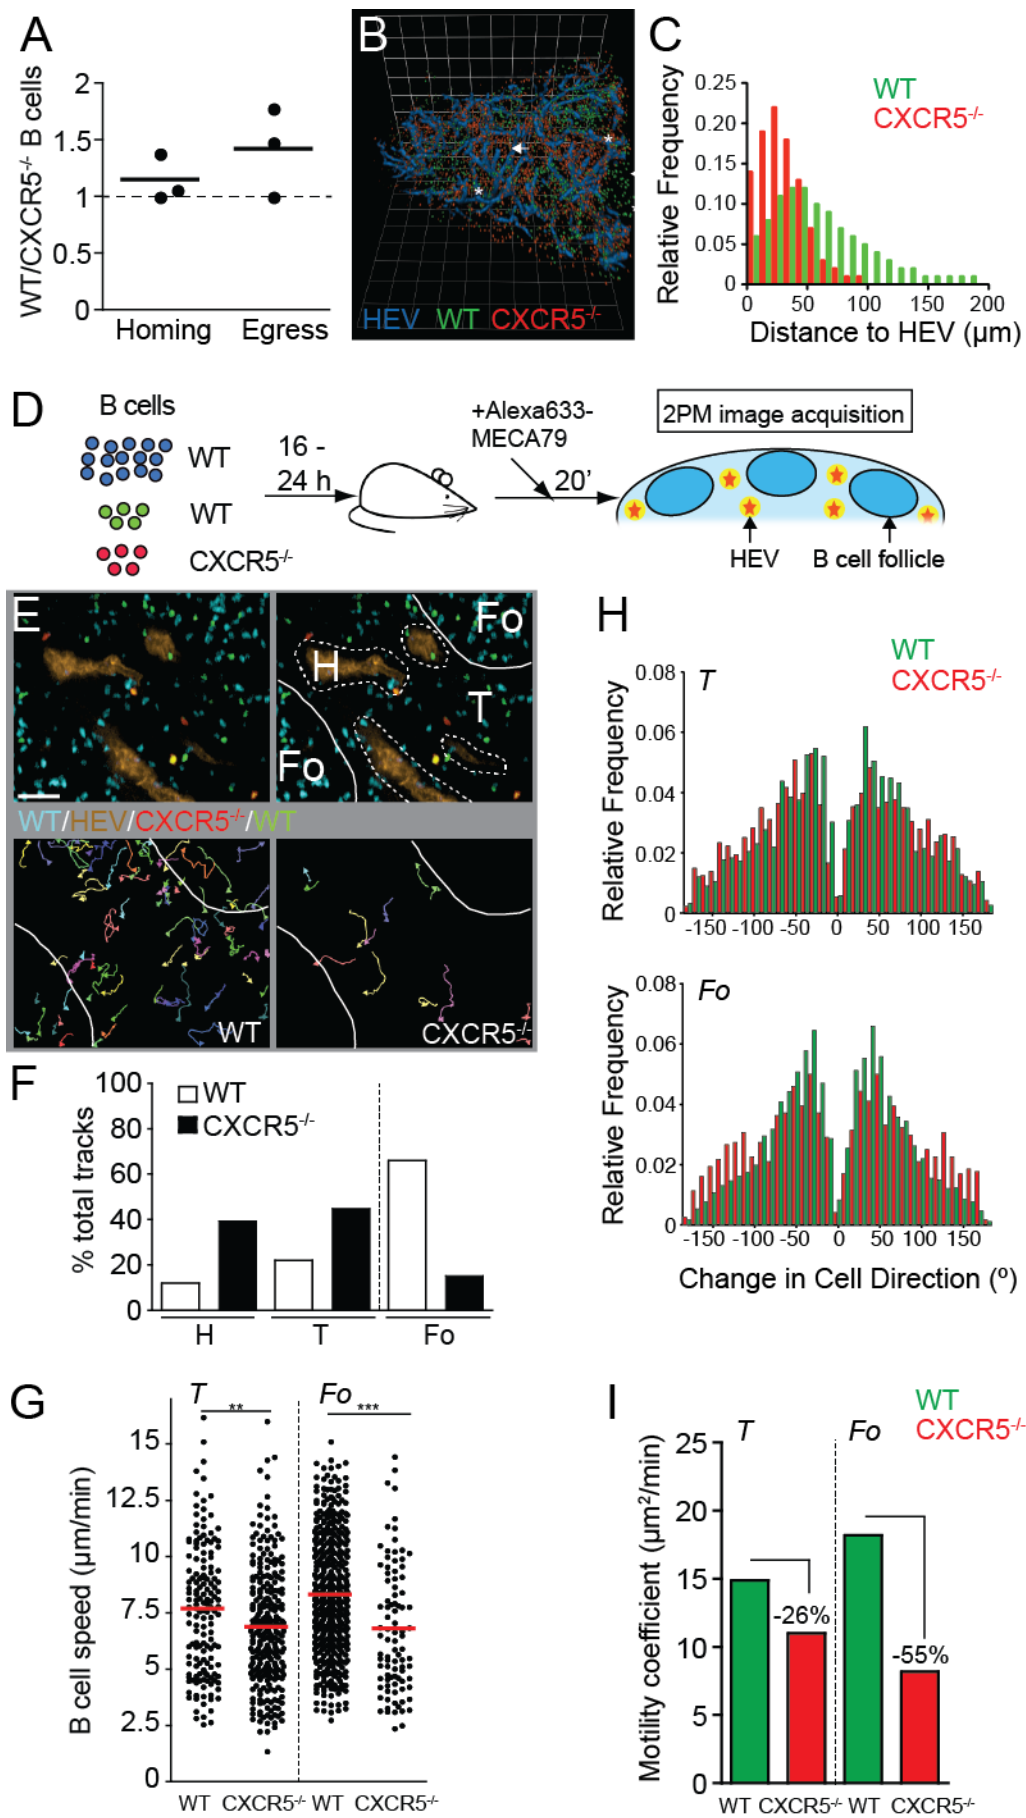 A
WT/CXCR5-/- B cells
2
1.5
1
0.5
0
Homing
Egress
B
*
*
HEV WT CXCR5-/-
C
WT
CXCR5-/-
Relative Frequency
0.25
0.20
0.15
0.10
0.05
0
0 50 100 150 200
Distance to HEV (µm)
D
B cells
WT
WT
CXCR5-/-
16 -
24 h
+Alexa633-
MECA79
20’
2PM image acquisition
HEV
B cell follicle
E
H
Fo
T
Fo
WT/HEV/CXCR5-/-/WT
WT
CXCR5-/-
F
WT
CXCR5-/-
% total tracks
100
80
60
40
20
0
H T Fo
G
T
Fo
**
***
B cell speed (µm/min)
15
12.5
10
7.5
5
2.5
0
WT CXCR5-/- WT CXCR5-/-
H
WT
CXCR5-/-
T
Relative Frequency
0.08
0.06
0.04
0.02
0
-150 -100 -50 0 50 100 150
Fo
Relative Frequency
0.08
0.06
0.04
0.02
0
-150 -100 -50 0 50 100 150
Change in Cell Direction (º)
I
WT
CXCR5-/-
T
Fo
Motility coefficient (µm2/min)
25
20
15
10
5
0
-26%
-55%
WT CXCR5-/- WT CXCR5-/-